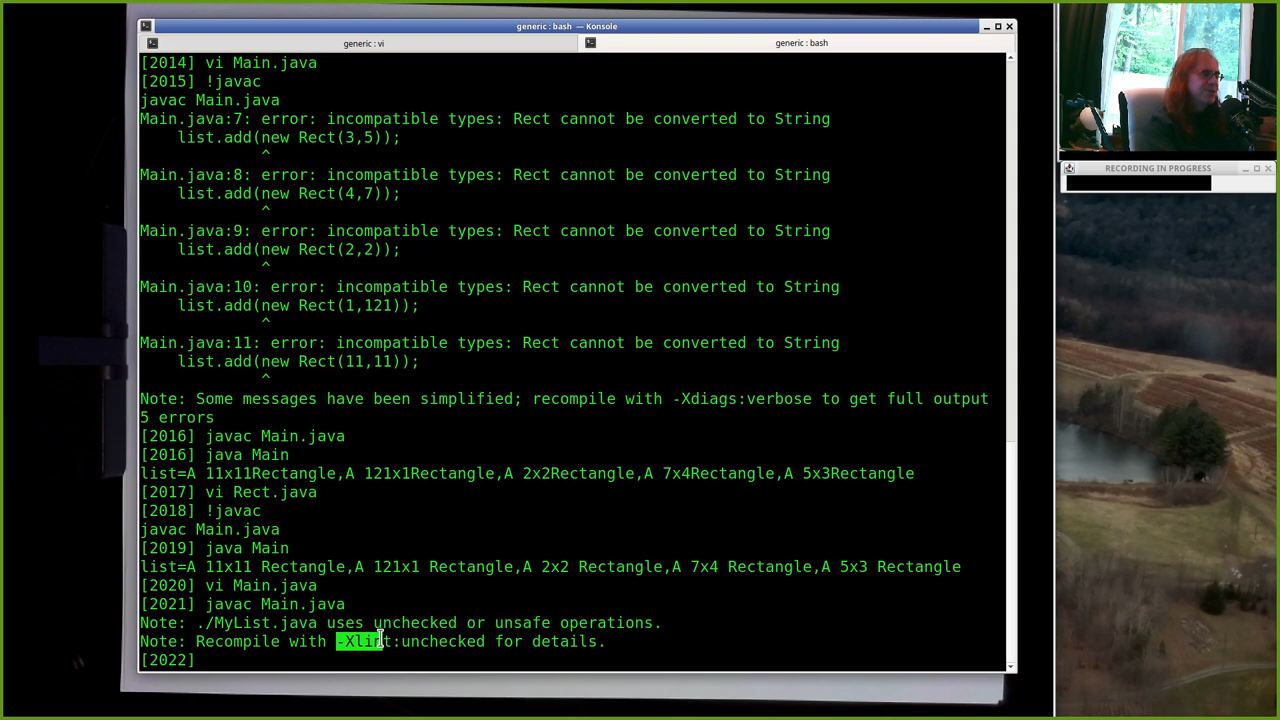 generic : bash — Konsole
generic : vi
generic : bash
[2014] vi Main.java
[2015] !javac
javac Main.java
Main.java:7: error: incompatible types: Rect cannot be converted to String
    list.add(new Rect(3,5));
             ^
Main.java:8: error: incompatible types: Rect cannot be converted to String
    list.add(new Rect(4,7));
             ^
Main.java:9: error: incompatible types: Rect cannot be converted to String
    list.add(new Rect(2,2));
             ^
Main.java:10: error: incompatible types: Rect cannot be converted to String
    list.add(new Rect(1,121));
             ^
Main.java:11: error: incompatible types: Rect cannot be converted to String
    list.add(new Rect(11,11));
             ^
Note: Some messages have been simplified; recompile with -Xdiags:verbose to get full output
5 errors
[2016] javac Main.java
[2016] java Main
list=A 11x11Rectangle,A 121x1Rectangle,A 2x2Rectangle,A 7x4Rectangle,A 5x3Rectangle
[2017] vi Rect.java
[2018] !javac
javac Main.java
[2019] java Main
list=A 11x11 Rectangle,A 121x1 Rectangle,A 2x2 Rectangle,A 7x4 Rectangle,A 5x3 Rectangle
[2020] vi Main.java
[2021] javac Main.java
Note: ./MyList.java uses unchecked or unsafe operations.
Note: Recompile with -Xlint:unchecked for details.
[2022]
RECORDING IN PROGRESS